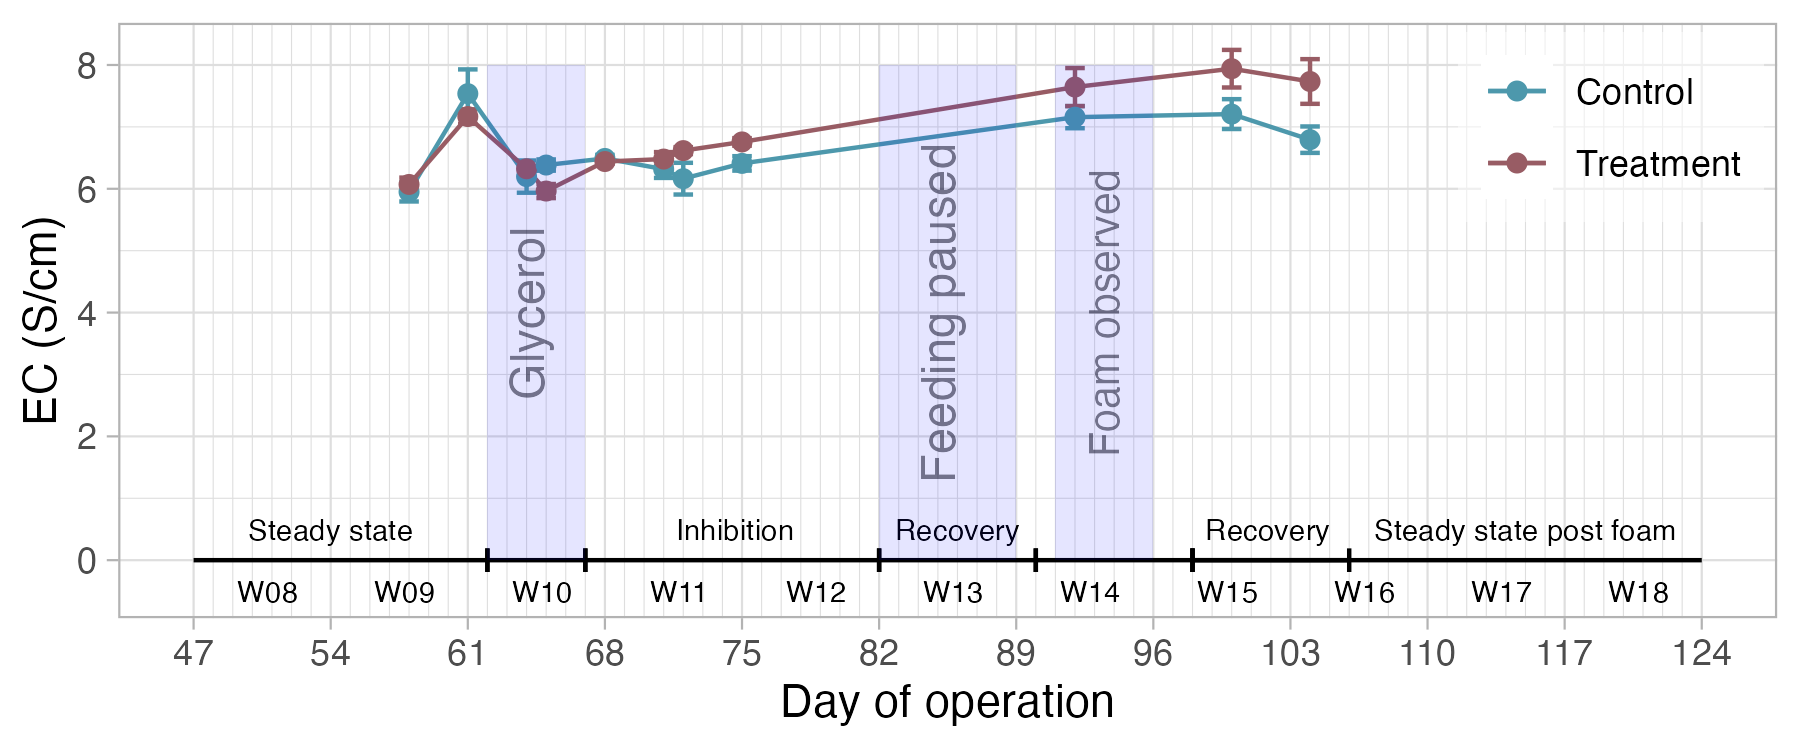 8
6
4
2
0
EC (S/cm)
Control
Treatment
Glycerol
Feeding paused
Foam observed
Steady state
Inhibition
Recovery
Recovery
Steady state post foam
W08 W09 W10 W11 W12 W13 W14 W15 W16 W17 W18
47 54 61 68 75 82 89 96 103 110 117 124
Day of operation